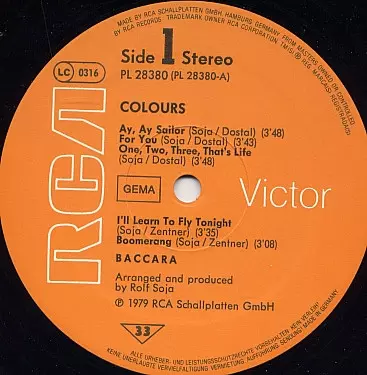 MADE BY RCA SCHALLPLATTEN GMBH, HAMBURG, GERMANY, FROM MASTERS OWNED OR CONTROLLED
BY RCA RECORDS. TRADEMARK OWNER RCA CORPORATION. TM(S) ® REG. MARCA(S) REGISTRADA(S)
Side 1 Stereo
PL 28380 (PL 28380-A)
LC 0316
COLOURS
Ay, Ay Sailor (Soja/Dostal) (3'48)
For You (Soja/Dostal) (3'43)
One, Two, Three, That's Life
(Soja/Dostal) (3'48)
GEMA
RCA
Victor
I'll Learn To Fly Tonight
(Soja/Zentner) (3'35)
Boomerang (Soja/Zentner) (3'08)
BACCARA
Arranged and produced
by Rolf Soja
Ⓟ 1979 RCA Schallplatten GmbH
33
ALLE URHEBER- UND LEISTUNGSSCHUTZRECHTE VORBEHALTEN. KEIN VERLEIH!
KEINE UNERLAUBTE VERVIELFÄLTIGUNG, VERMIETUNG, AUFFÜHRUNG, SENDUNG! MADE IN GERMANY